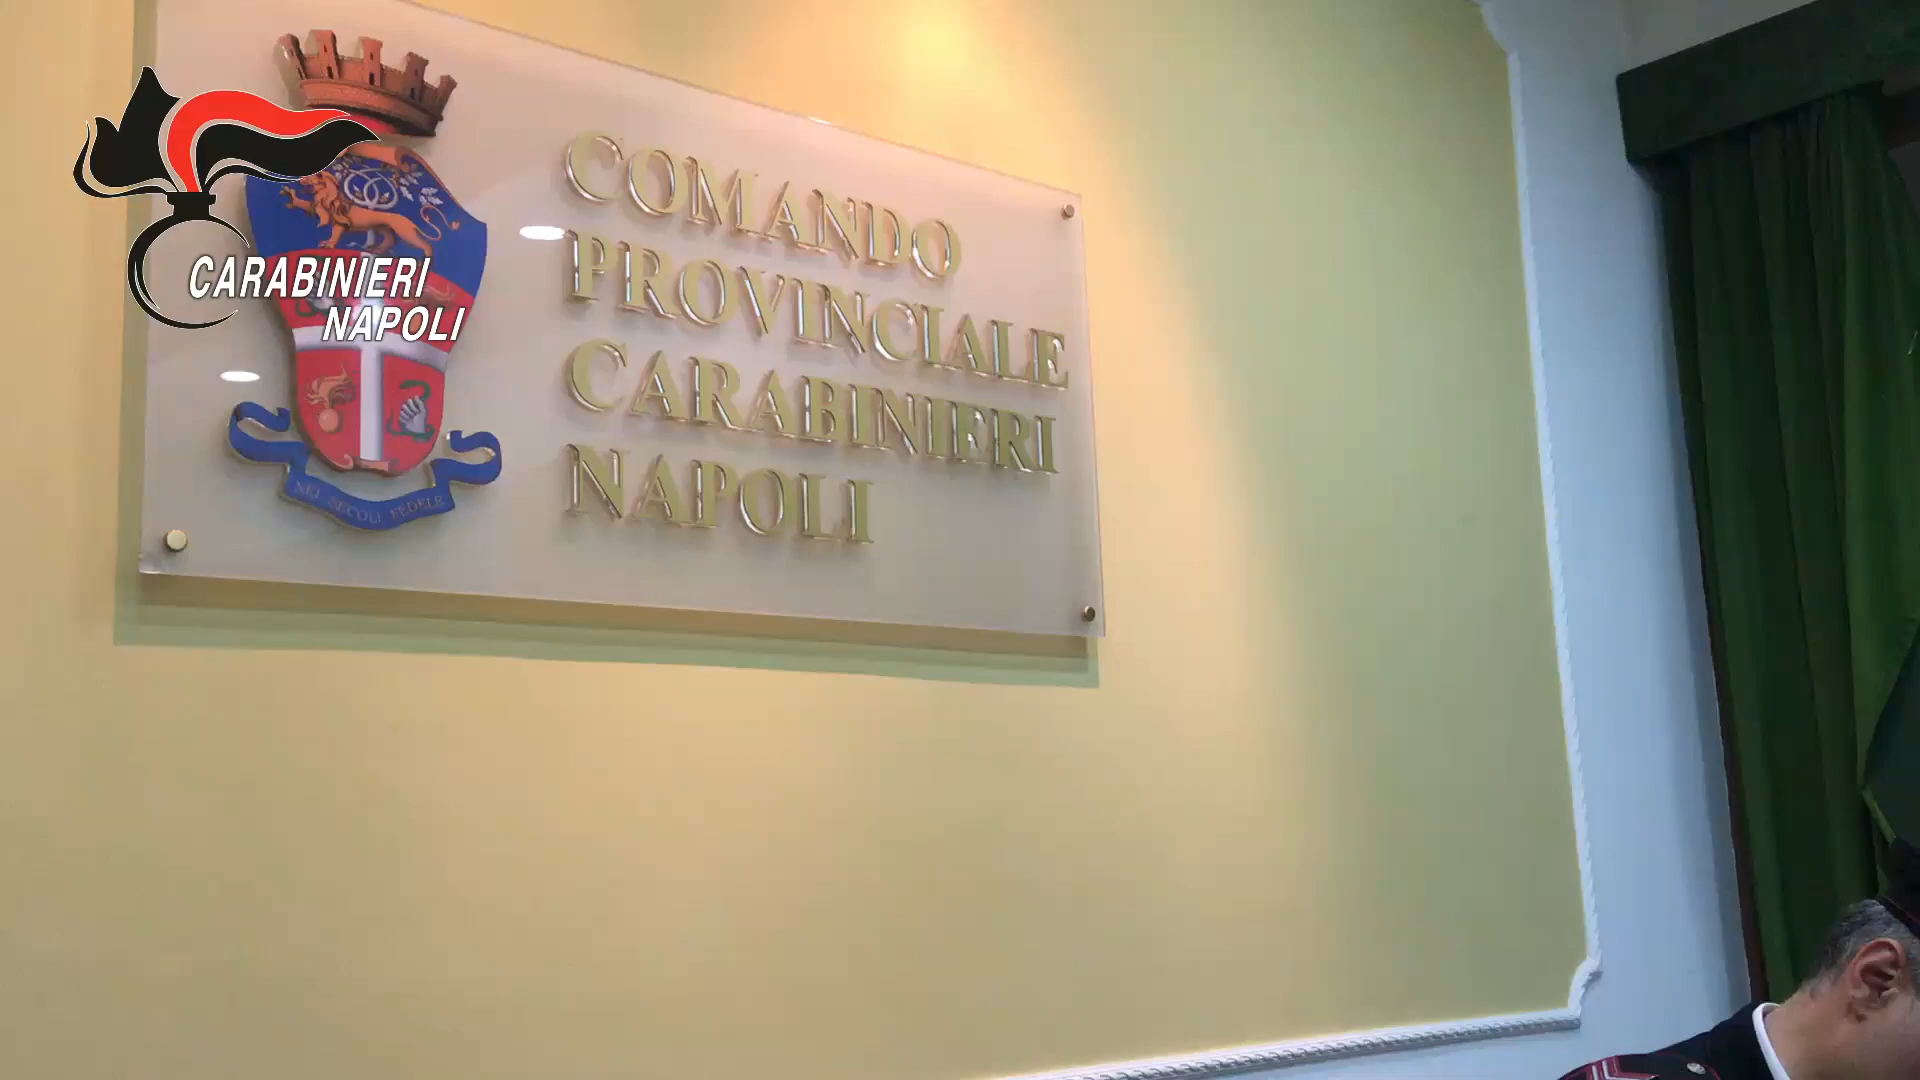 COMANDO
PROVINCIALE
CARABINIERI
NAPOLI
CARABINIERI
NAPOLI
NEI SECOLI FEDELE